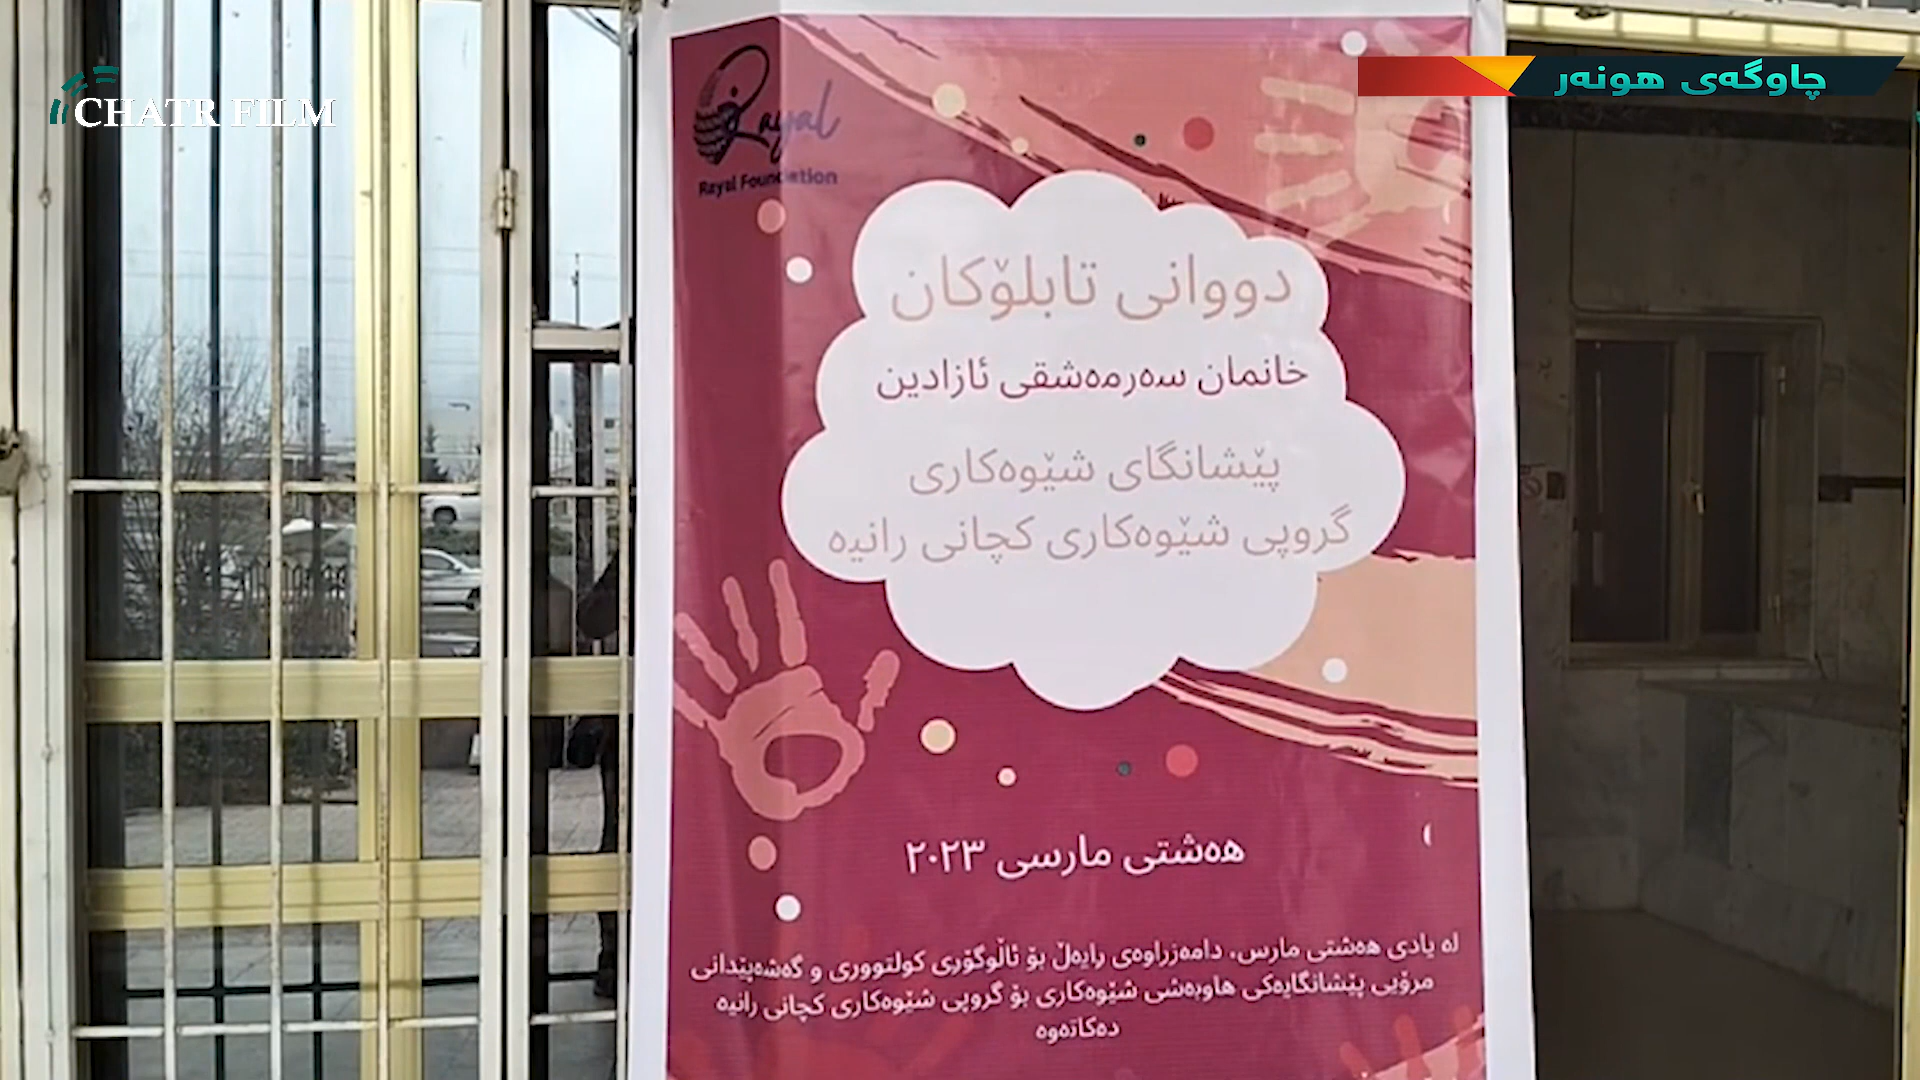 CHATR FILM
چاوگەی هونەر
Rayal
Rayal Foundation
دووانی تابلۆکان
خانمان سەرمەشقی ئازادین
پێشانگای شێوەکاری
گروپی شێوەکاری کچانی رانیە
هەشتی مارسی ٢٠٢٣
لە یادی هەشتی مارس، دامەزراوەی رایەڵ بۆ ئاڵوگۆری کولتووری و گەشەپێدانی
مرۆیی پێشانگایەکی هاوبەشی شێوەکاری بۆ گروپی شێوەکاری کچانی رانیە
دەکاتەوە